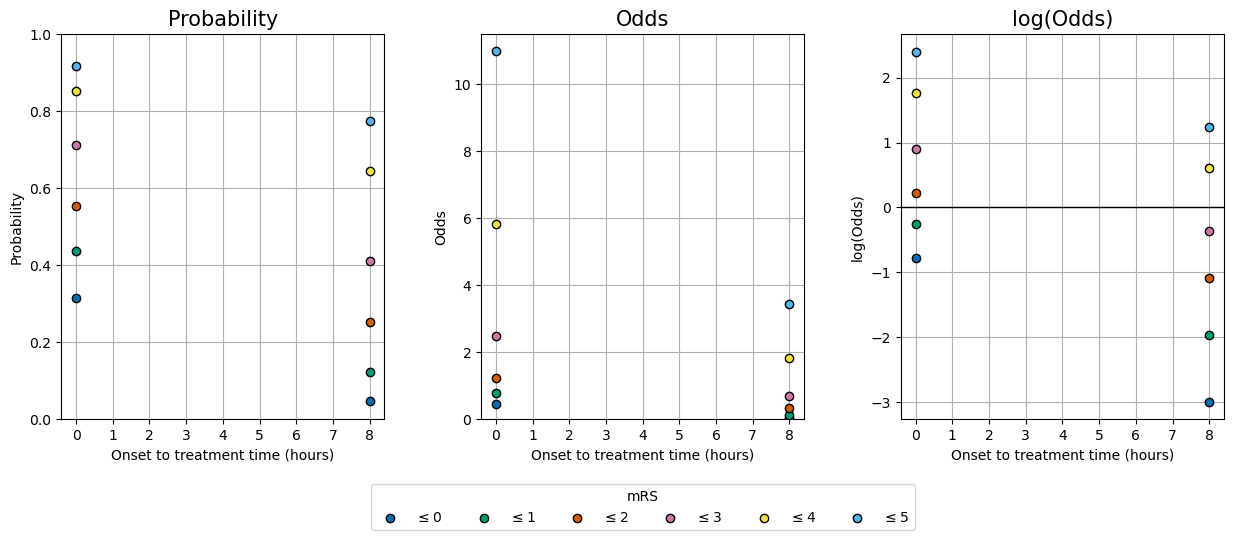 Probability
Odds
log(Odds)
1.0
0.8
0.6
0.4
0.2
0.0
Probability
0 1 2 3 4 5 6 7 8
Onset to treatment time (hours)
10
8
6
4
2
0
Odds
0 1 2 3 4 5 6 7 8
Onset to treatment time (hours)
2
1
0
−1
−2
−3
log(Odds)
0 1 2 3 4 5 6 7 8
Onset to treatment time (hours)
mRS
≤0 ≤1 ≤2 ≤3 ≤4 ≤5